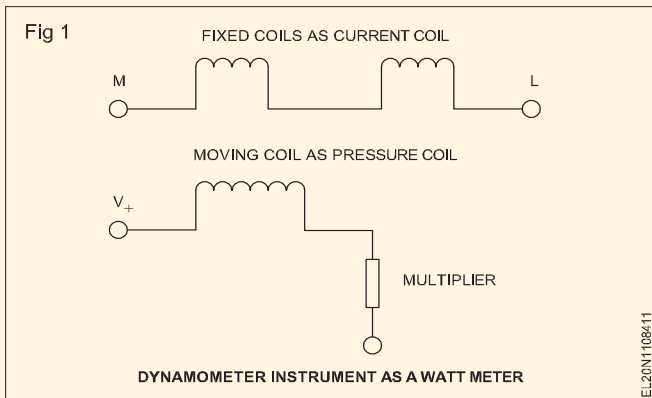 Fig 1
FIXED COILS AS CURRENT COIL
M
L
MOVING COIL AS PRESSURE COIL
V+
MULTIPLIER
DYNAMOMETER INSTRUMENT AS A WATT METER
EL20N1108411